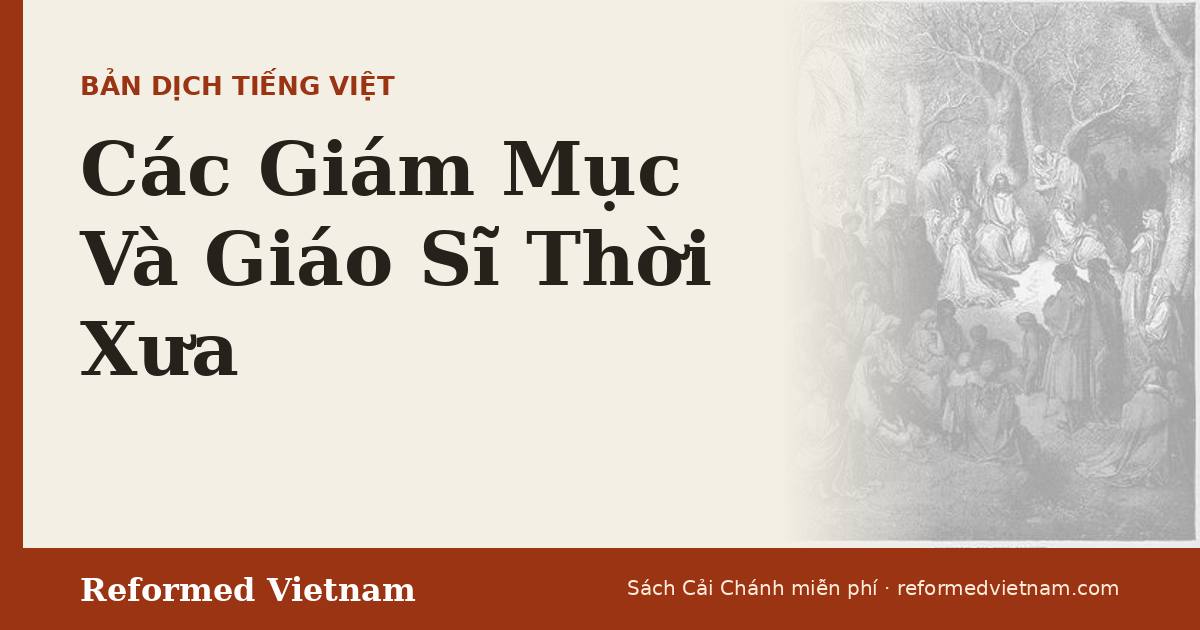 BẢN DỊCH TIẾNG VIỆT
Các Giám Mục
Và Giáo Sĩ Thời
Xưa
Reformed Vietnam
Sách Cải Chánh miễn phí · reformedvietnam.com